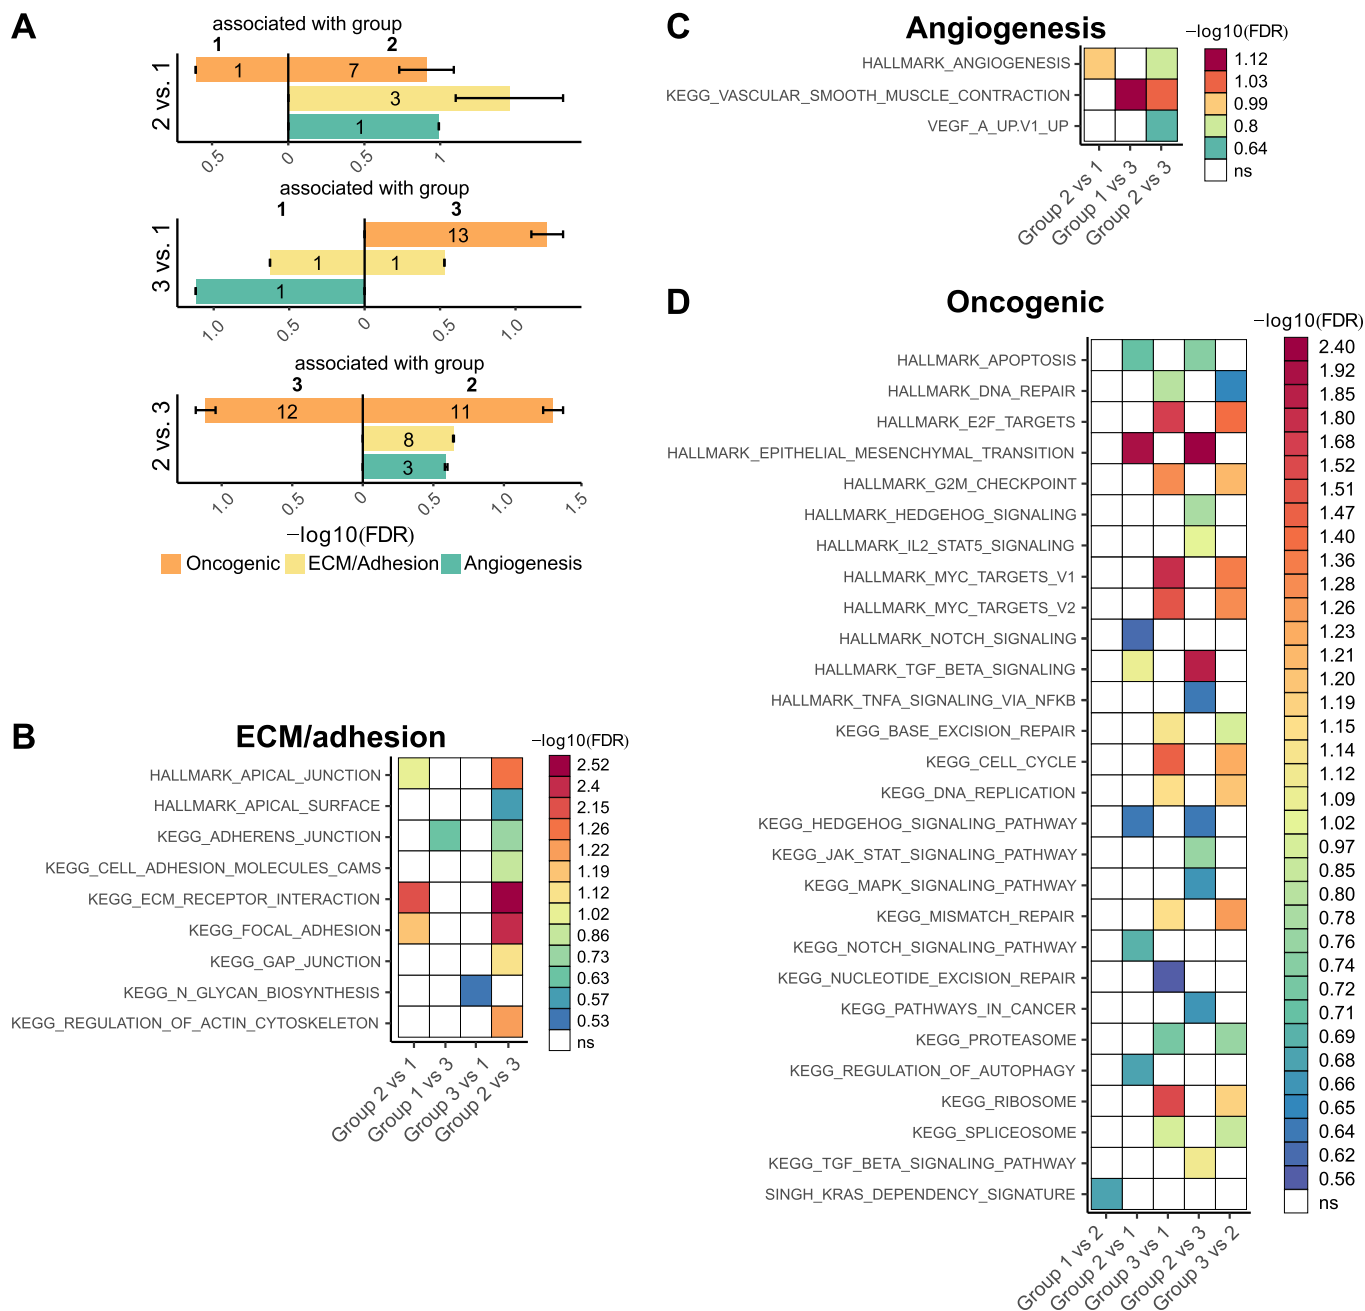 A
associated with group
1 2
2 vs. 1
1 7
3
1
0.5 0 0.5 1
associated with group
1 3
3 vs. 1
13
1 1
1
1.0 0.5 0 0.5 1.0
associated with group
3 2
2 vs. 3
12 11
8
3
1.0 0.5 0 0.5 1.0 1.5
−log10(FDR)
Oncogenic ECM/Adhesion Angiogenesis
B
ECM/adhesion
−log10(FDR)
HALLMARK_APICAL_JUNCTION
HALLMARK_APICAL_SURFACE
KEGG_ADHERENS_JUNCTION
KEGG_CELL_ADHESION_MOLECULES_CAMS
KEGG_ECM_RECEPTOR_INTERACTION
KEGG_FOCAL_ADHESION
KEGG_GAP_JUNCTION
KEGG_N_GLYCAN_BIOSYNTHESIS
KEGG_REGULATION_OF_ACTIN_CYTOSKELETON
Group 2 vs 1
Group 1 vs 3
Group 3 vs 1
Group 2 vs 3
2.52
2.4
2.15
1.26
1.22
1.19
1.12
1.02
0.86
0.73
0.63
0.57
0.53
ns
C
Angiogenesis
−log10(FDR)
HALLMARK_ANGIOGENESIS
KEGG_VASCULAR_SMOOTH_MUSCLE_CONTRACTION
VEGF_A_UP.V1_UP
Group 2 vs 1
Group 1 vs 3
Group 2 vs 3
1.12
1.03
0.99
0.8
0.64
ns
D
Oncogenic
−log10(FDR)
HALLMARK_APOPTOSIS
HALLMARK_DNA_REPAIR
HALLMARK_E2F_TARGETS
HALLMARK_EPITHELIAL_MESENCHYMAL_TRANSITION
HALLMARK_G2M_CHECKPOINT
HALLMARK_HEDGEHOG_SIGNALING
HALLMARK_IL2_STAT5_SIGNALING
HALLMARK_MYC_TARGETS_V1
HALLMARK_MYC_TARGETS_V2
HALLMARK_NOTCH_SIGNALING
HALLMARK_TGF_BETA_SIGNALING
HALLMARK_TNFA_SIGNALING_VIA_NFKB
KEGG_BASE_EXCISION_REPAIR
KEGG_CELL_CYCLE
KEGG_DNA_REPLICATION
KEGG_HEDGEHOG_SIGNALING_PATHWAY
KEGG_JAK_STAT_SIGNALING_PATHWAY
KEGG_MAPK_SIGNALING_PATHWAY
KEGG_MISMATCH_REPAIR
KEGG_NOTCH_SIGNALING_PATHWAY
KEGG_NUCLEOTIDE_EXCISION_REPAIR
KEGG_PATHWAYS_IN_CANCER
KEGG_PROTEASOME
KEGG_REGULATION_OF_AUTOPHAGY
KEGG_RIBOSOME
KEGG_SPLICEOSOME
KEGG_TGF_BETA_SIGNALING_PATHWAY
SINGH_KRAS_DEPENDENCY_SIGNATURE
Group 1 vs 2
Group 2 vs 1
Group 3 vs 1
Group 2 vs 3
Group 3 vs 2
2.40
1.92
1.85
1.80
1.68
1.52
1.51
1.47
1.40
1.36
1.28
1.26
1.23
1.21
1.20
1.19
1.15
1.14
1.12
1.09
1.02
0.97
0.85
0.80
0.78
0.76
0.74
0.72
0.71
0.69
0.68
0.66
0.65
0.64
0.62
0.56
ns